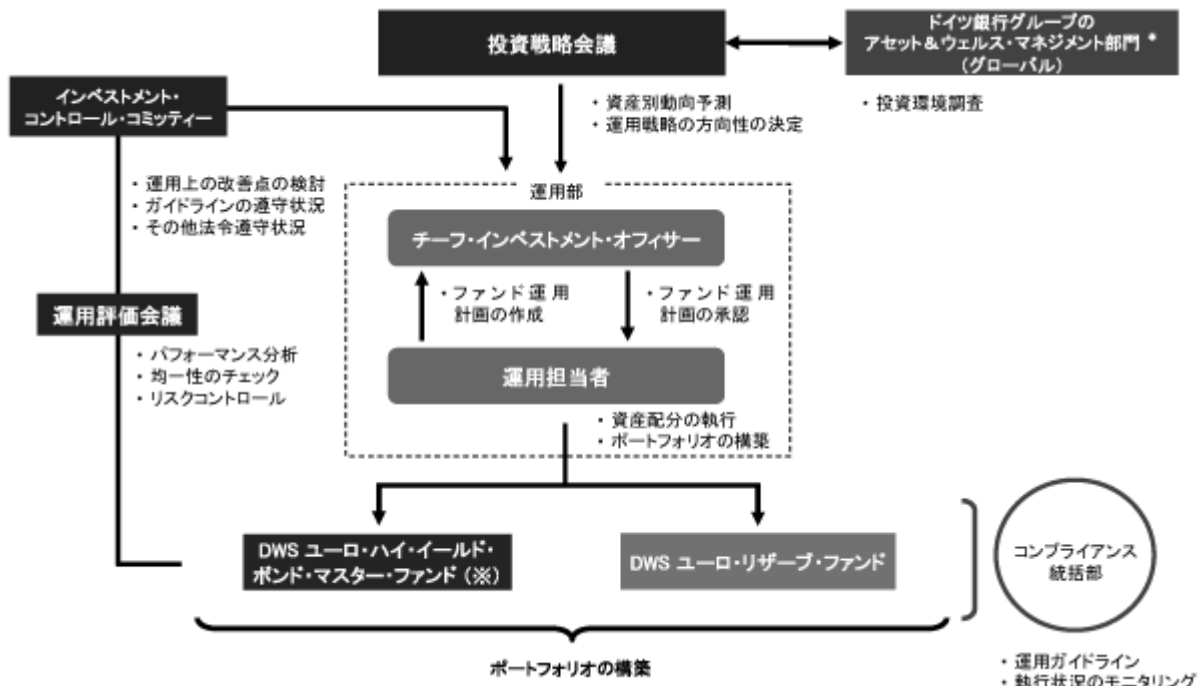 投資戦略会議
ドイツ銀行グループの
アセット＆ウェルス・マネジメント部門 *
(グローバル)
・投資環境調査
インベストメント・
コントロール・コミッティー
・資産別動向予測
・運用戦略の方向性の決定
・運用上の改善点の検討
・ガイドラインの遵守状況
・その他法令遵守状況
運用部
チーフ・インベストメント・オフィサー
・ファンド運用
計画の作成
・ファンド運用
計画の承認
運用評価会議
・パフォーマンス分析
・均一性のチェック
・リスクコントロール
運用担当者
・資産配分の執行
・ポートフォリオの構築
DWS ユーロ・ハイ・イールド・
ボンド・マスター・ファンド (※)
DWS ユーロ・リザーブ・ファンド
コンプライアンス
統括部
ポートフォリオの構築
・運用ガイドライン
・執行状況のモニタリング